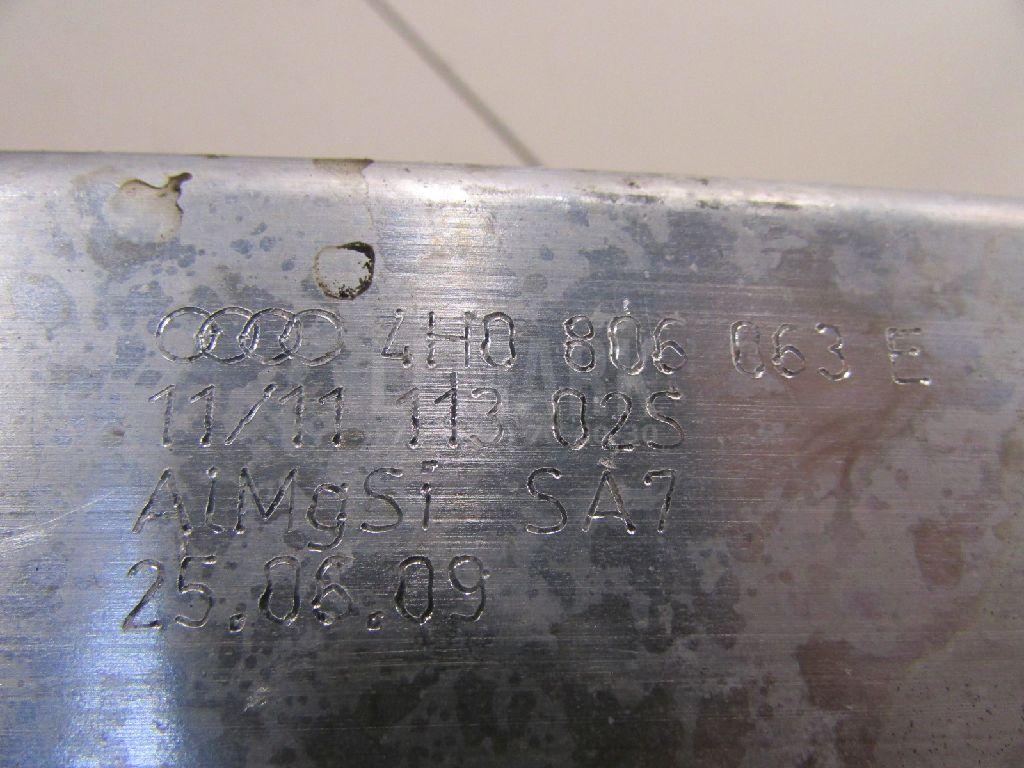 4H0 806 063 E
11/11 113 02S
AlMgSi SA7
25.06.09